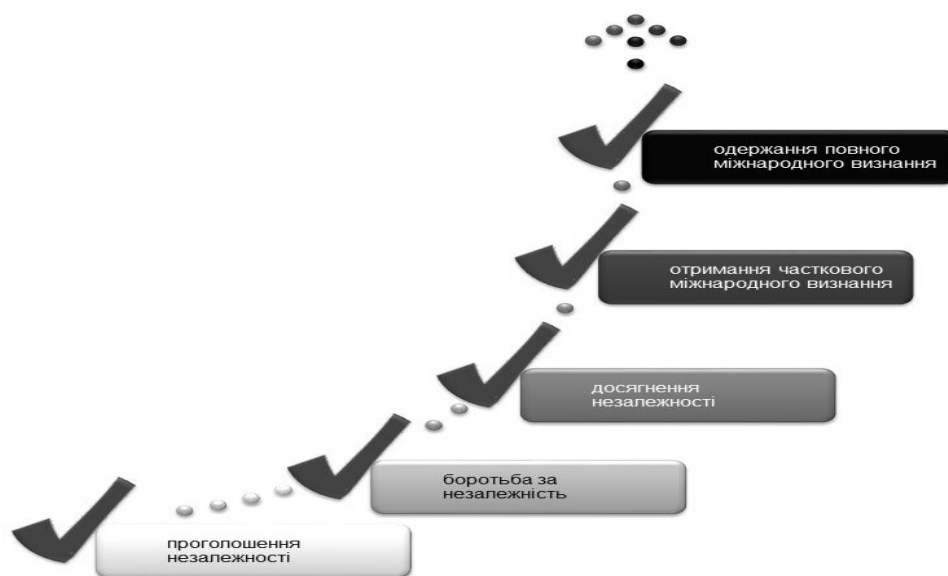 одержання повного
міжнародного визнання
отримання часткового
міжнародного визнання
досягнення
незалежності
боротьба за
незалежність
проголошення
незалежності